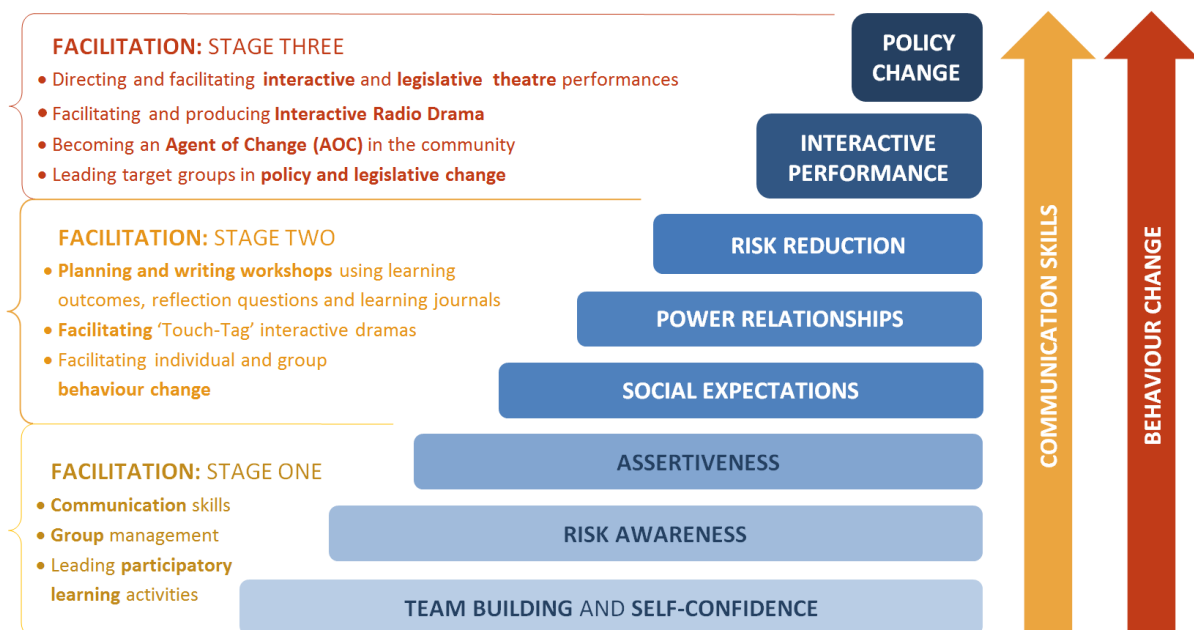 FACILITATION: STAGE THREE
• Directing and facilitating interactive and legislative theatre performances
• Facilitating and producing Interactive Radio Drama
• Becoming an Agent of Change (AOC) in the community
• Leading target groups in policy and legislative change
FACILITATION: STAGE TWO
• Planning and writing workshops using learning
outcomes, reflection questions and learning journals
• Facilitating ‘Touch-Tag’ interactive dramas
• Facilitating individual and group
behaviour change
FACILITATION: STAGE ONE
• Communication skills
• Group management
• Leading participatory
learning activities
POLICY
CHANGE
INTERACTIVE
PERFORMANCE
RISK REDUCTION
POWER RELATIONSHIPS
SOCIAL EXPECTATIONS
ASSERTIVENESS
RISK AWARENESS
TEAM BUILDING AND SELF-CONFIDENCE
COMMUNICATION SKILLS
BEHAVIOUR CHANGE